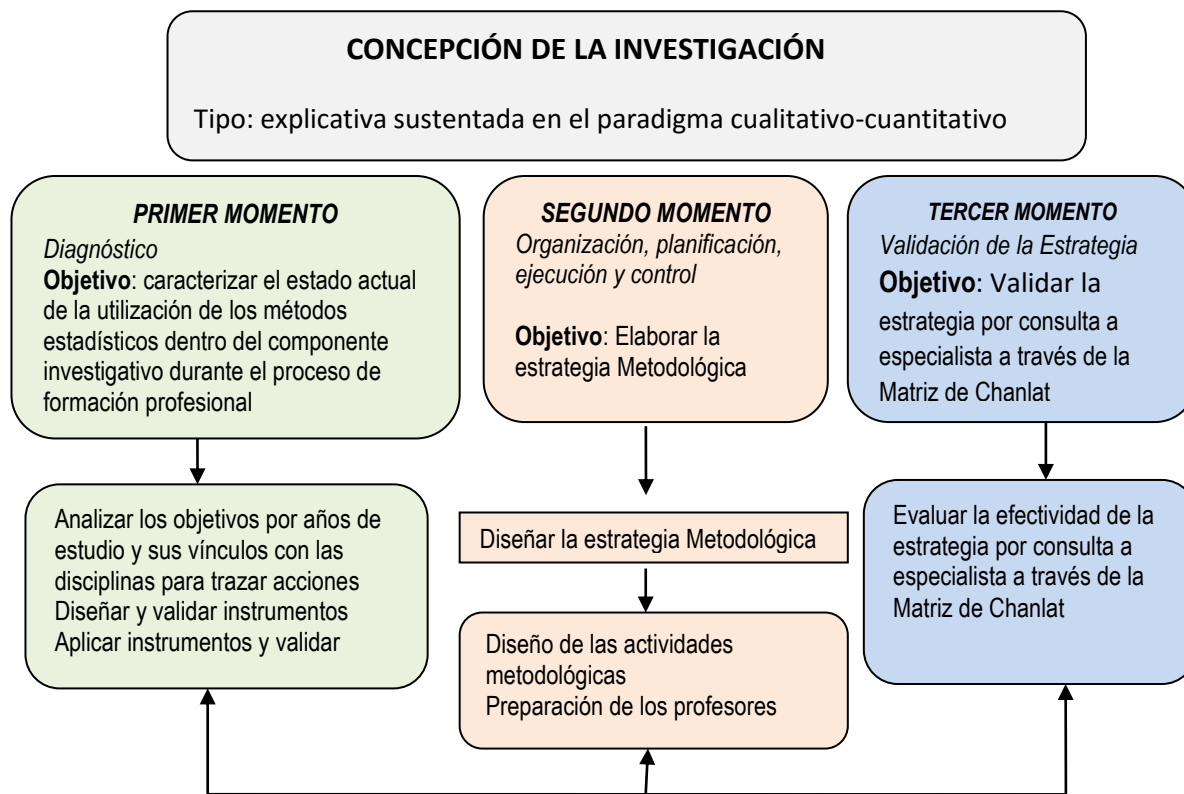 CONCEPCIÓN DE LA INVESTIGACIÓN
Tipo: explicativa sustentada en el paradigma cualitativo-cuantitativo
PRIMER MOMENTO
Diagnóstico
Objetivo: caracterizar el estado actual
de la utilización de los métodos
estadísticos dentro del componente
investigativo durante el proceso de
formación profesional
SEGUNDO MOMENTO
Organización, planificación,
ejecución y control
Objetivo: Elaborar la
estrategia Metodológica
TERCER MOMENTO
Validación de la Estrategia
Objetivo: Validar la
estrategia por consulta a
especialista a través de la
Matriz de Chanlat
Analizar los objetivos por años de
estudio y sus vínculos con las
disciplinas para trazar acciones
Diseñar y validar instrumentos
Aplicar instrumentos y validar
Diseñar la estrategia Metodológica
Diseño de las actividades
metodológicas
Preparación de los profesores
Evaluar la efectividad de la
estrategia por consulta a
especialista a través de la
Matriz de Chanlat